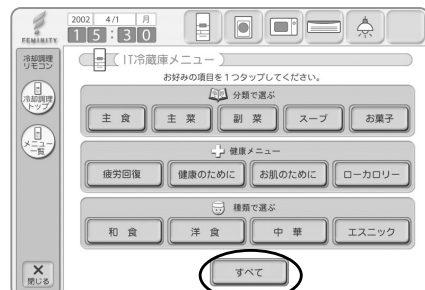 FEMINITY
2002 4/1 月
15:30
冷却調理
リモコン
冷却調理
トップ
メニュー
一覧
×
閉じる
IT冷蔵庫メニュー
お好みの項目を1つタップしてください。
分類で選ぶ
主 食 主 菜 副 菜 スープ お菓子
健康メニュー
疲労回復 健康のために お肌のために ローカロリー
種類で選ぶ
和 食 洋 食 中 華 エスニック
すべて